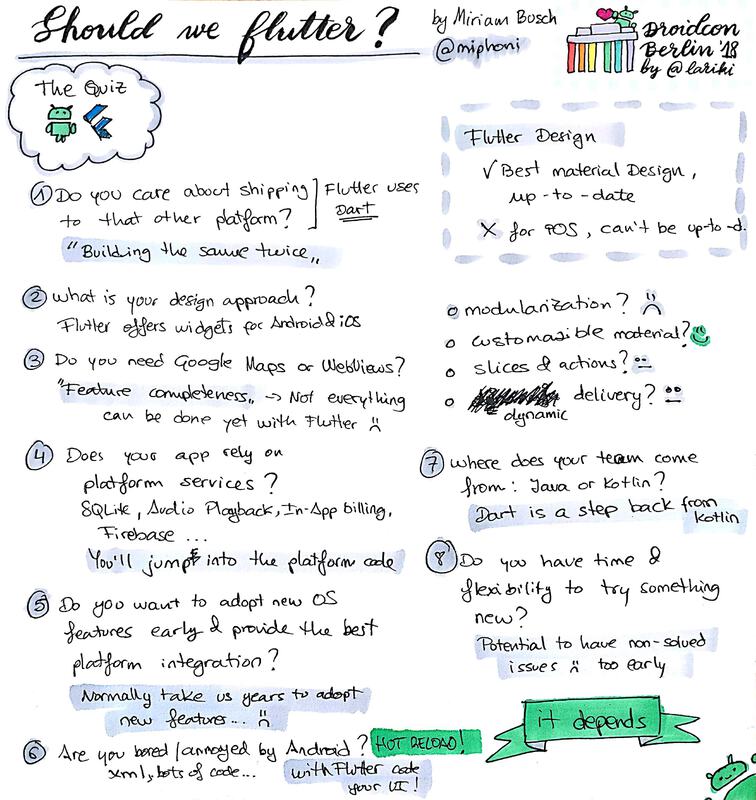 Should we flutter?
by Miriam Bosch
@miphoni
Droidcon
Berlin '18
by @lariki
The Quiz
1 Do you care about shipping
to that other platform?
Flutter uses
Dart
"Building the same twice„
2 What is your design approach?
Flutter offers widgets for Android & iOS
3 Do you need Google Maps or WebViews?
"Feature completeness„ → Not everything
can be done yet with Flutter
4 Does your app rely on
platform services?
SQLite, Audio Playback, In-App billing,
Firebase ...
You'll jump into the platform code
5 Do you want to adopt new OS
features early & provide the best
platform integration?
Normally take us years to adopt
new features...
6 Are you bored/annoyed by Android? HOT RELOAD!
xml, lots of code...
with Flutter code
your UI!
Flutter Design
✓ Best material Design,
up-to-date
X for iOS, can't be up-to-d.
modularization?
customasible material?
slices & actions?
delivery?
dynamic
7 Where does your team come
from: Java or Kotlin?
Dart is a step back from
Kotlin
8 Do you have time &
flexibility to try something
new?
Potential to have non-solved
issues too early
it depends